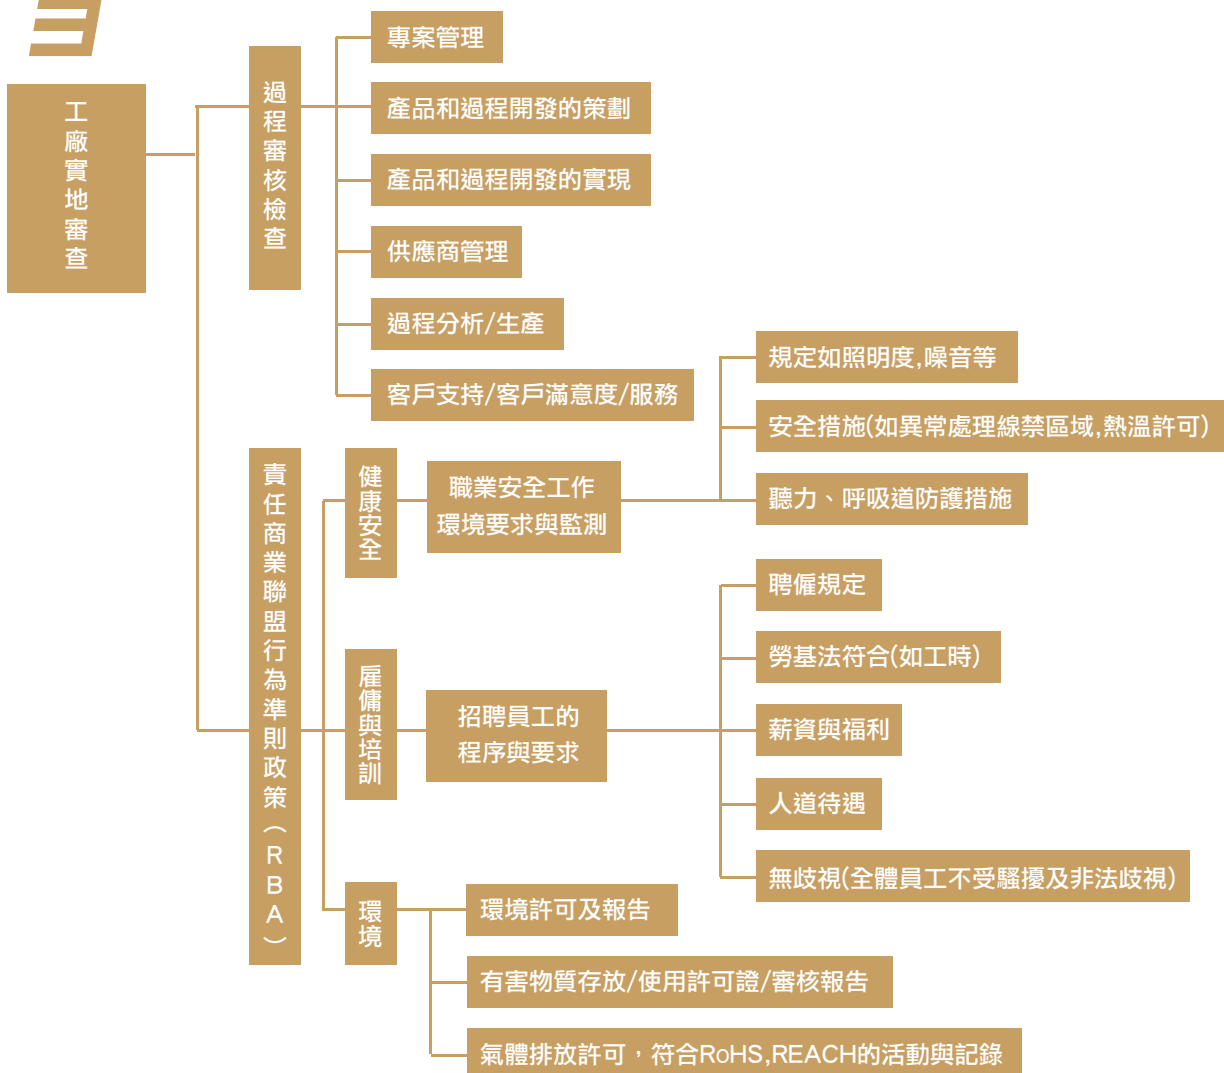 3
工廠實地審查
過程審核檢查
專案管理
產品和過程開發的策劃
產品和過程開發的實現
供應商管理
過程分析/生產
客戶支持/客戶滿意度/服務
責任商業聯盟行為準則政策（RBA）
健康安全
職業安全工作
環境要求與監測
規定如照明度,噪音等
安全措施(如異常處理線禁區域,熱溫許可)
聽力、呼吸道防護措施
雇傭與培訓
招聘員工的
程序與要求
聘僱規定
勞基法符合(如工時)
薪資與福利
人道待遇
無歧視(全體員工不受騷擾及非法歧視)
環境
環境許可及報告
有害物質存放/使用許可證/審核報告
氣體排放許可，符合RoHS,REACH的活動與記錄